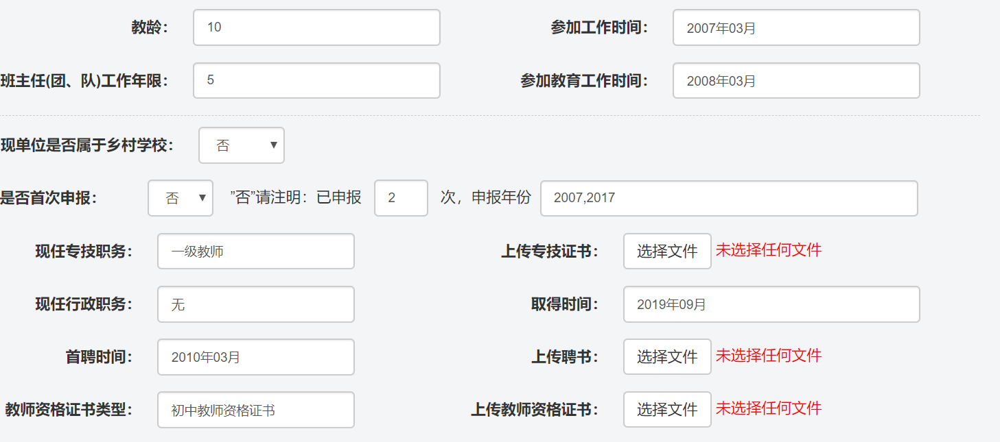 教龄： 10 参加工作时间： 2007年03月
班主任(团、队)工作年限： 5 参加教育工作时间： 2008年03月
现单位是否属于乡村学校： 否
是否首次申报： 否 ”否”请注明：已申报 2 次，申报年份 2007,2017
现任专技职务： 一级教师 上传专技证书： 选择文件 未选择任何文件
现任行政职务： 无 取得时间： 2019年09月
首聘时间： 2010年03月 上传聘书： 选择文件 未选择任何文件
教师资格证书类型： 初中教师资格证书 上传教师资格证书： 选择文件 未选择任何文件